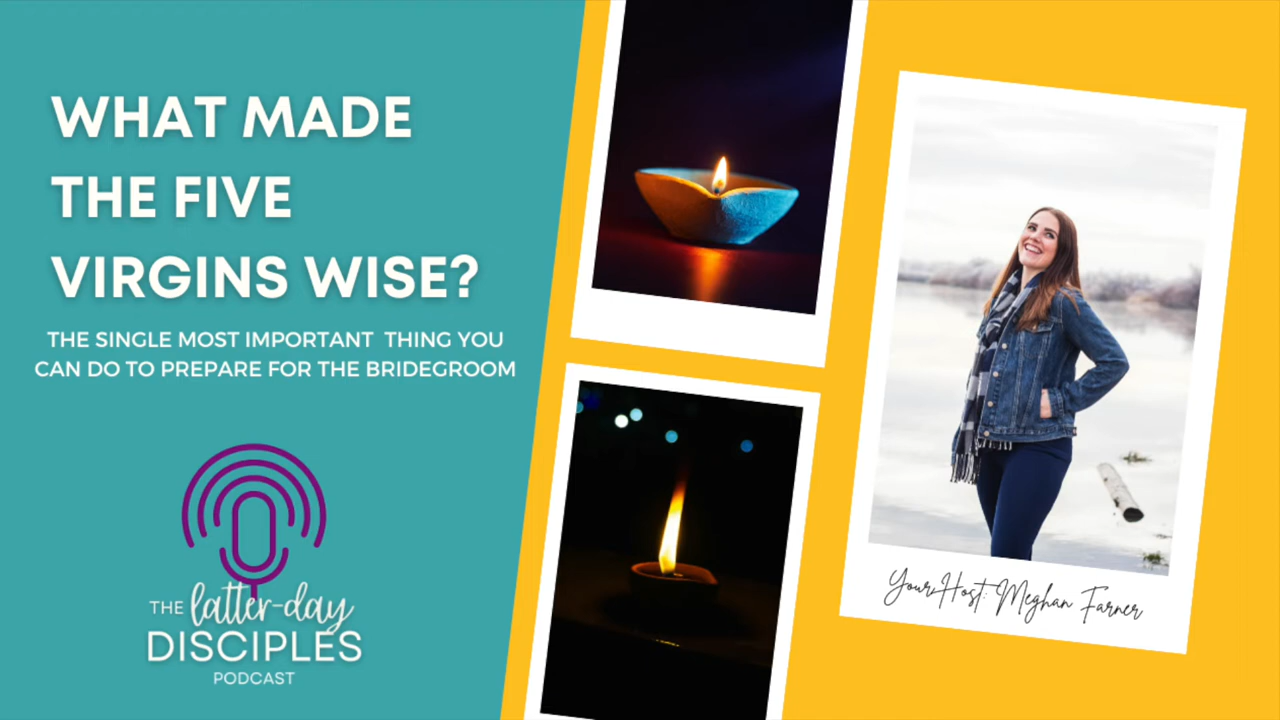 WHAT MADE
THE FIVE
VIRGINS WISE?
THE SINGLE MOST IMPORTANT THING YOU
CAN DO TO PREPARE FOR THE BRIDEGROOM
THE latter-day
DISCIPLES
PODCAST
Your Host: Meghan Farner